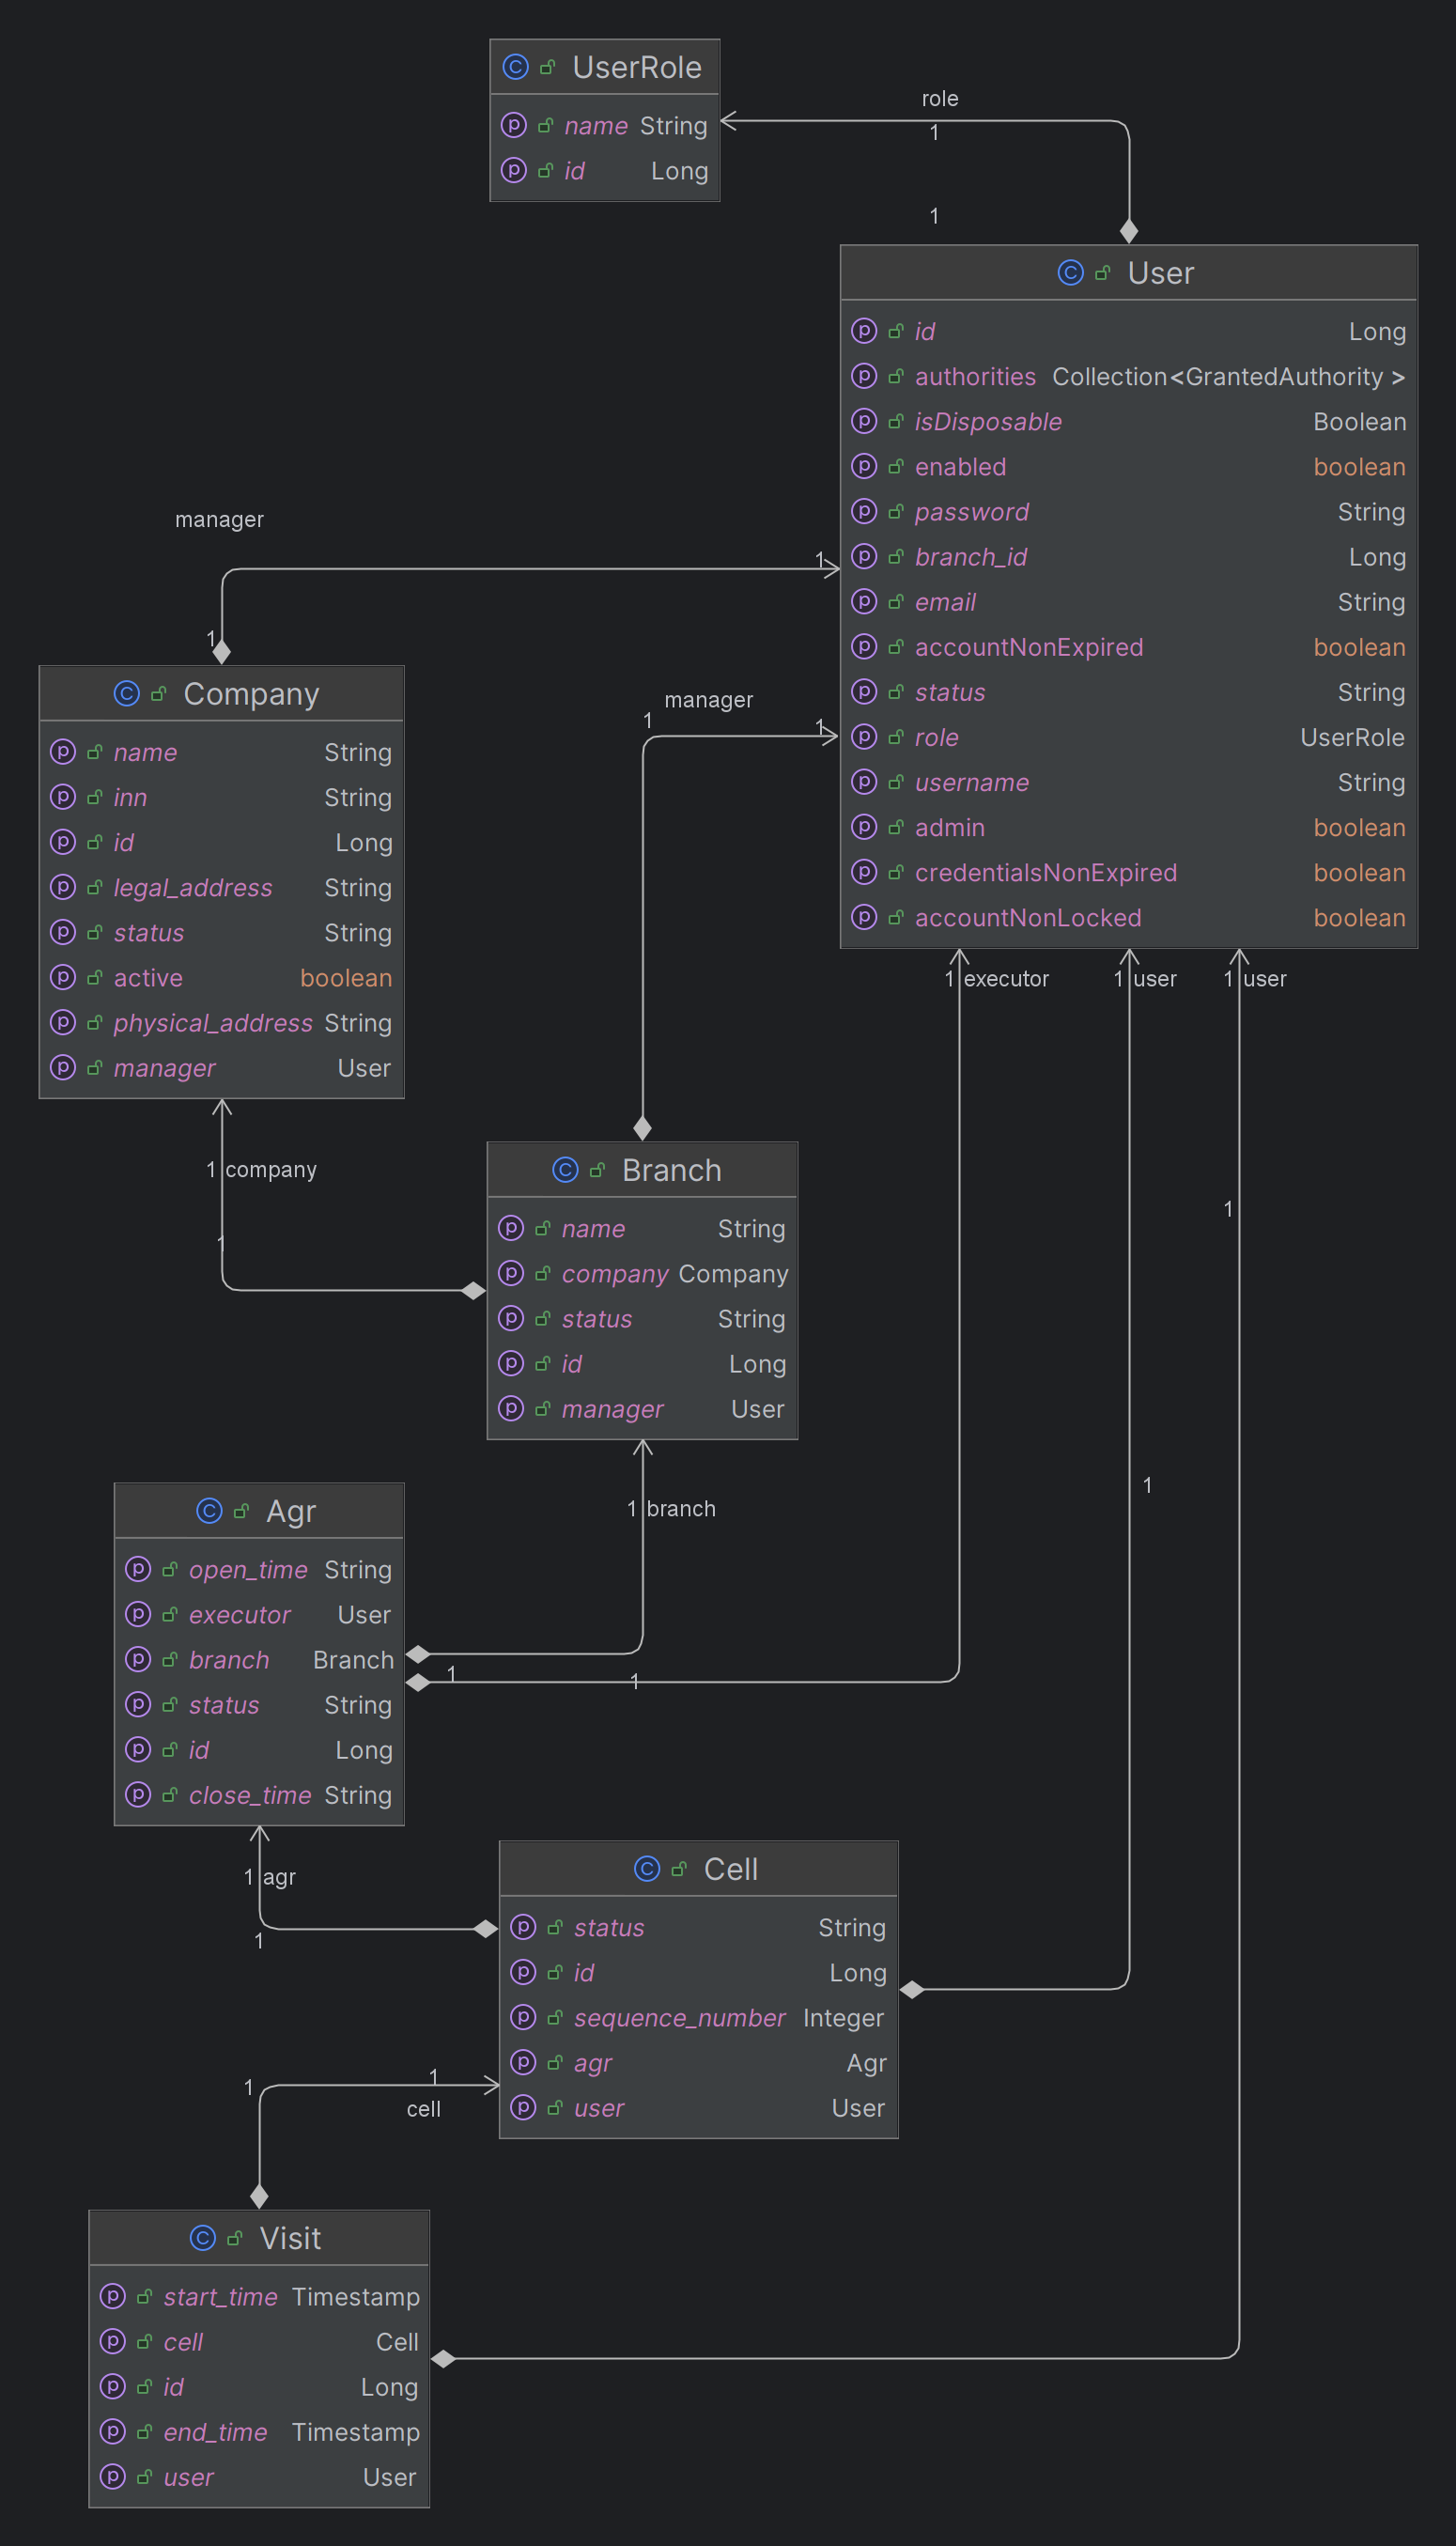 UserRole
name String
id Long
role
1
1
User
id Long
authorities Collection<GrantedAuthority >
isDisposable Boolean
enabled boolean
password String
branch_id Long
email String
accountNonExpired boolean
status String
role UserRole
username String
admin boolean
credentialsNonExpired boolean
accountNonLocked boolean
manager
1
1
Company
name String
inn String
id Long
legal_address String
status String
active boolean
physical_address String
manager User
manager
1
1
1 executor
1 user
1 user
1 company
1
1
Branch
name String
company Company
status String
id Long
manager User
1 branch
1
Agr
open_time String
executor User
branch Branch
status String
id Long
close_time String
1
1
1 agr
1
Cell
status String
id Long
sequence_number Integer
agr Agr
user User
1
1
cell
Visit
start_time Timestamp
cell Cell
id Long
end_time Timestamp
user User